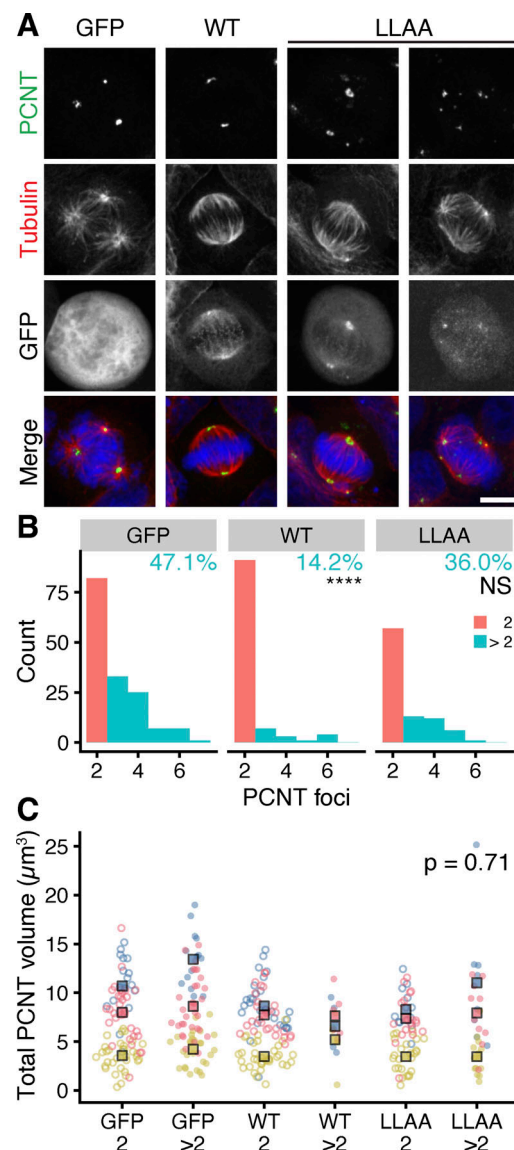 A
GFP WT LLAA
PCNT
Tubulin
GFP
Merge
B
GFP WT LLAA
47.1% 14.2% 36.0%
**** NS
2
> 2
75
50
25
0
Count
2 4 6 2 4 6 2 4 6
PCNT foci
C
p = 0.71
25
20
15
10
5
0
Total PCNT volume (µm³)
GFP GFP WT WT LLAA LLAA
2 >2 2 >2 2 >2